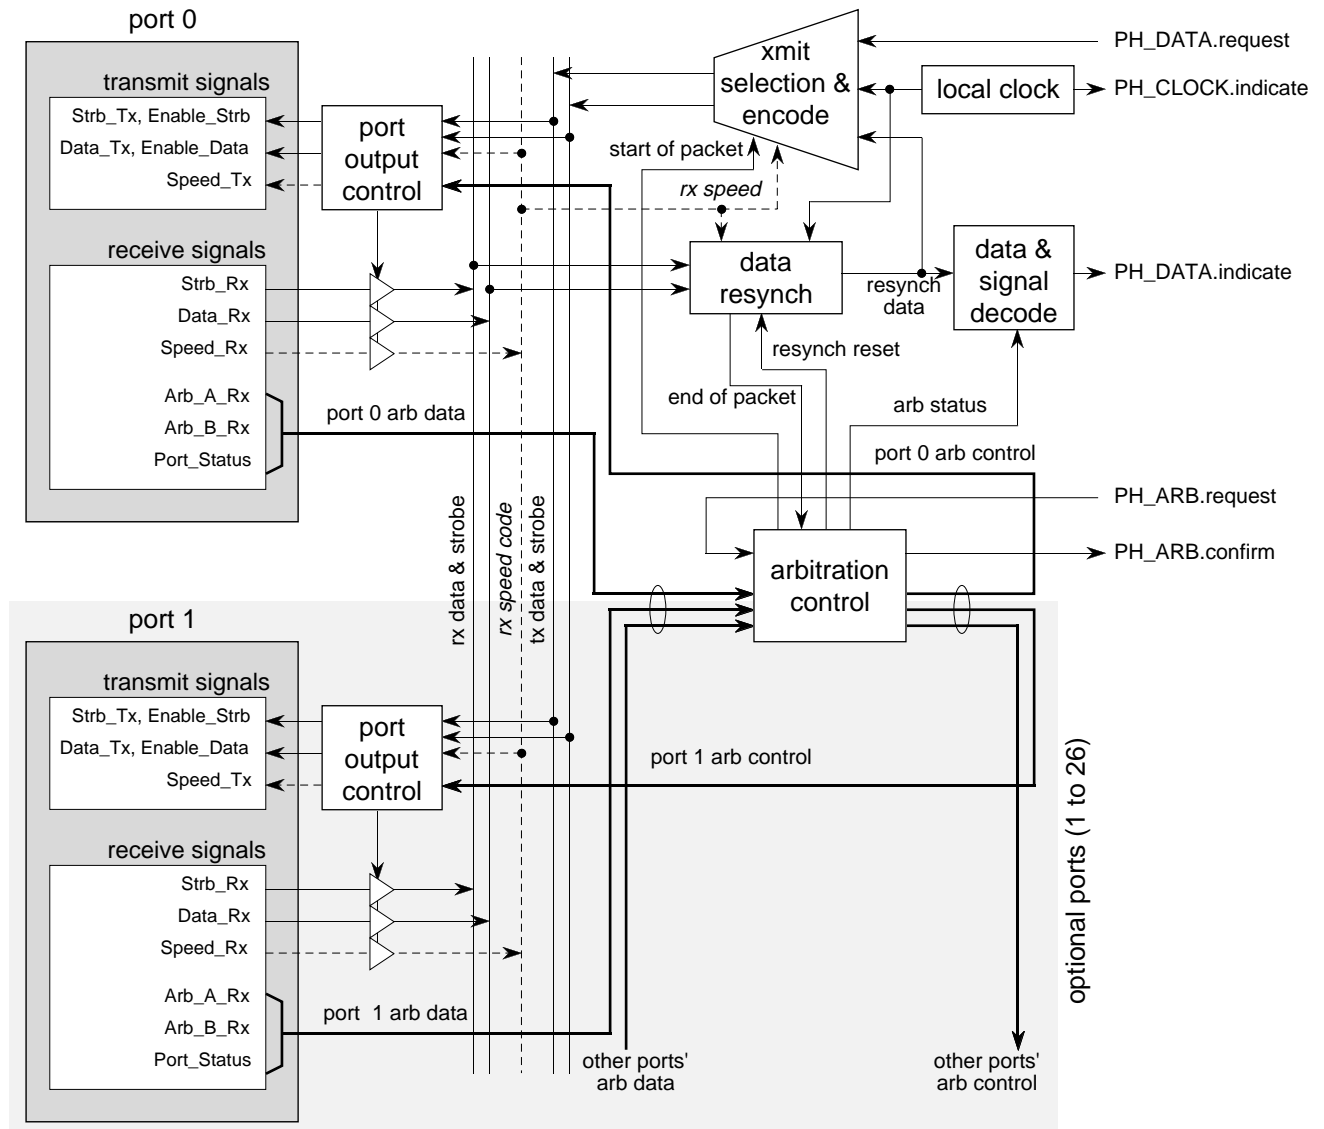 port 0
transmit signals
Strb_Tx, Enable_Strb
Data_Tx, Enable_Data
Speed_Tx
port
output
control
receive signals
Strb_Rx
Data_Rx
Speed_Rx
Arb_A_Rx
Arb_B_Rx
Port_Status
port 0 arb data
xmit
selection &
encode
PH_DATA.request
local clock
PH_CLOCK.indicate
start of packet
rx speed
data
resynch
resynch
data
data &
signal
decode
PH_DATA.indicate
resynch reset
end of packet
arb status
port 0 arb control
PH_ARB.request
PH_ARB.confirm
arbitration
control
rx data & strobe
rx speed code
tx data & strobe
port 1
transmit signals
Strb_Tx, Enable_Strb
Data_Tx, Enable_Data
Speed_Tx
port
output
control
port 1 arb control
receive signals
Strb_Rx
Data_Rx
Speed_Rx
Arb_A_Rx
Arb_B_Rx
Port_Status
port 1 arb data
other ports'
arb data
other ports'
arb control
optional ports (1 to 26)